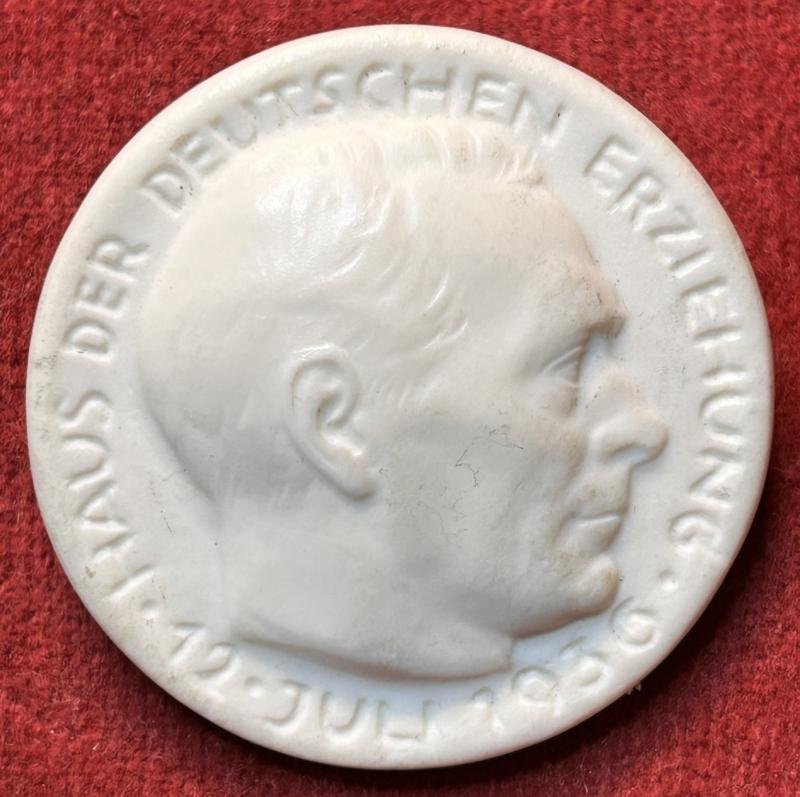 HAUS DER DEUTSCHEN ERZIEHUNG
12 · JULI 1936